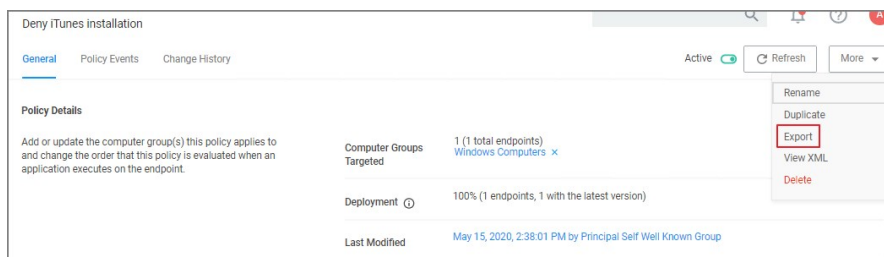 Deny iTunes installation
General Policy Events Change History Active Refresh More
Rename
Duplicate
Export
View XML
Delete
Policy Details
Add or update the computer group(s) this policy applies to
and change the order that this policy is evaluated when an
application executes on the endpoint.
Computer Groups
Targeted
1 (1 total endpoints)
Windows Computers ×
Deployment
100% (1 endpoints, 1 with the latest version)
Last Modified
May 15, 2020, 2:38:01 PM by Principal Self Well Known Group